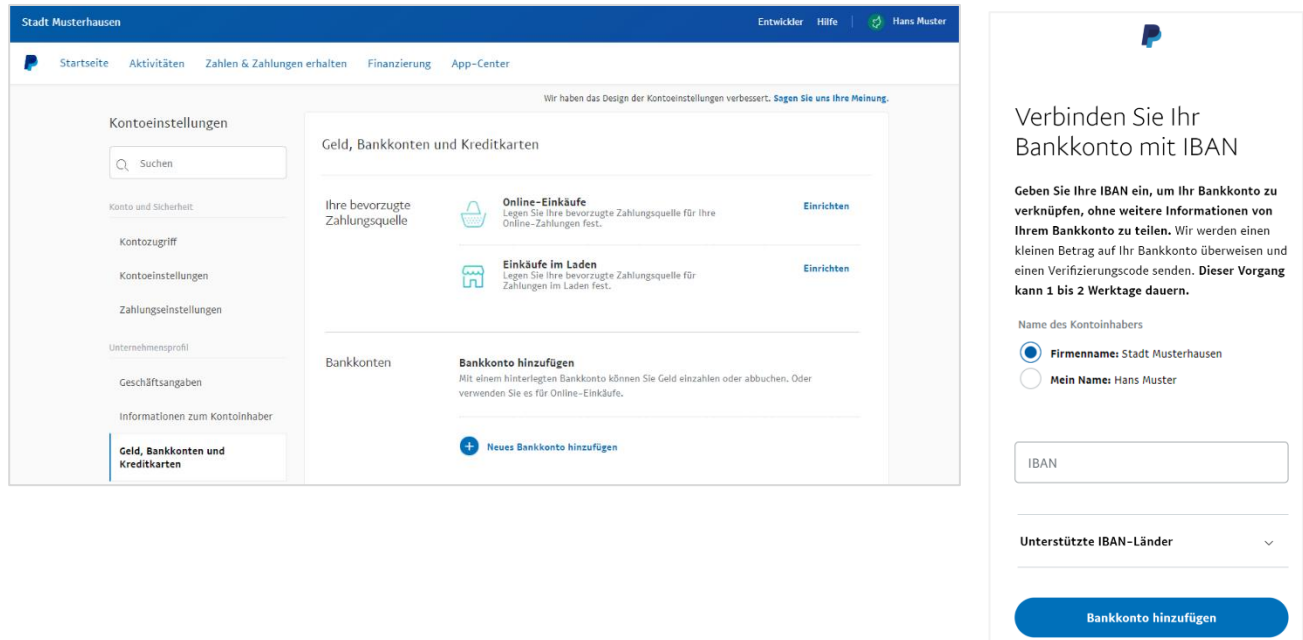 Stadt Musterhausen
Entwickler Hilfe Hans Muster
Startseite Aktivitäten Zahlen & Zahlungen erhalten Finanzierung App-Center
Wir haben das Design der Kontoeinstellungen verbessert. Sagen Sie uns Ihre Meinung.
Kontoeinstellungen
Suchen
Konto und Sicherheit
Kontozugriff
Kontoeinstellungen
Zahlungseinstellungen
Unternehmensprofil
Geschäftsangaben
Informationen zum Kontoinhaber
Geld, Bankkonten und
Kreditkarten
Geld, Bankkonten und Kreditkarten
Ihre bevorzugte
Zahlungsquelle
Online-Einkäufe
Legen Sie Ihre bevorzugte Zahlungsquelle für Ihre
Online-Zahlungen fest.
Einrichten
Einkäufe im Laden
Legen Sie Ihre bevorzugte Zahlungsquelle für
Zahlungen im Laden fest.
Einrichten
Bankkonten
Bankkonto hinzufügen
Mit einem hinterlegten Bankkonto können Sie Geld einzahlen oder abbuchen. Oder
verwenden Sie es für Online-Einkäufe.
Neues Bankkonto hinzufügen
Verbinden Sie Ihr
Bankkonto mit IBAN
Geben Sie Ihre IBAN ein, um Ihr Bankkonto zu
verknüpfen, ohne weitere Informationen von
Ihrem Bankkonto zu teilen. Wir werden einen
kleinen Betrag auf Ihr Bankkonto überweisen und
einen Verifizierungscode senden. Dieser Vorgang
kann 1 bis 2 Werktage dauern.
Name des Kontoinhabers
Firmenname: Stadt Musterhausen
Mein Name: Hans Muster
IBAN
Unterstützte IBAN-Länder
Bankkonto hinzufügen